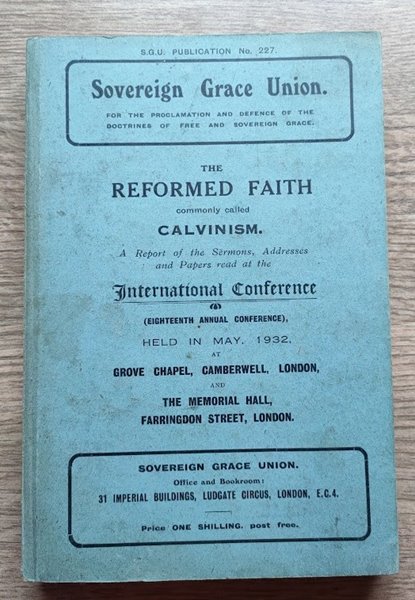 S.G.U. PUBLICATION No. 227.
Sovereign Grace Union.
FOR THE PROCLAMATION AND DEFENCE OF THE
DOCTRINES OF FREE AND SOVEREIGN GRACE.
THE
REFORMED FAITH
commonly called
CALVINISM.
A Report of the Sermons, Addresses
and Papers read at the
International Conference
(EIGHTEENTH ANNUAL CONFERENCE),
HELD IN MAY, 1932,
AT
GROVE CHAPEL, CAMBERWELL, LONDON,
AND
THE MEMORIAL HALL,
FARRINGDON STREET, LONDON.
SOVEREIGN GRACE UNION.
Office and Bookroom:
31 IMPERIAL BUILDINGS, LUDGATE CIRCUS, LONDON, E.C.4.
Price ONE SHILLING. post free.